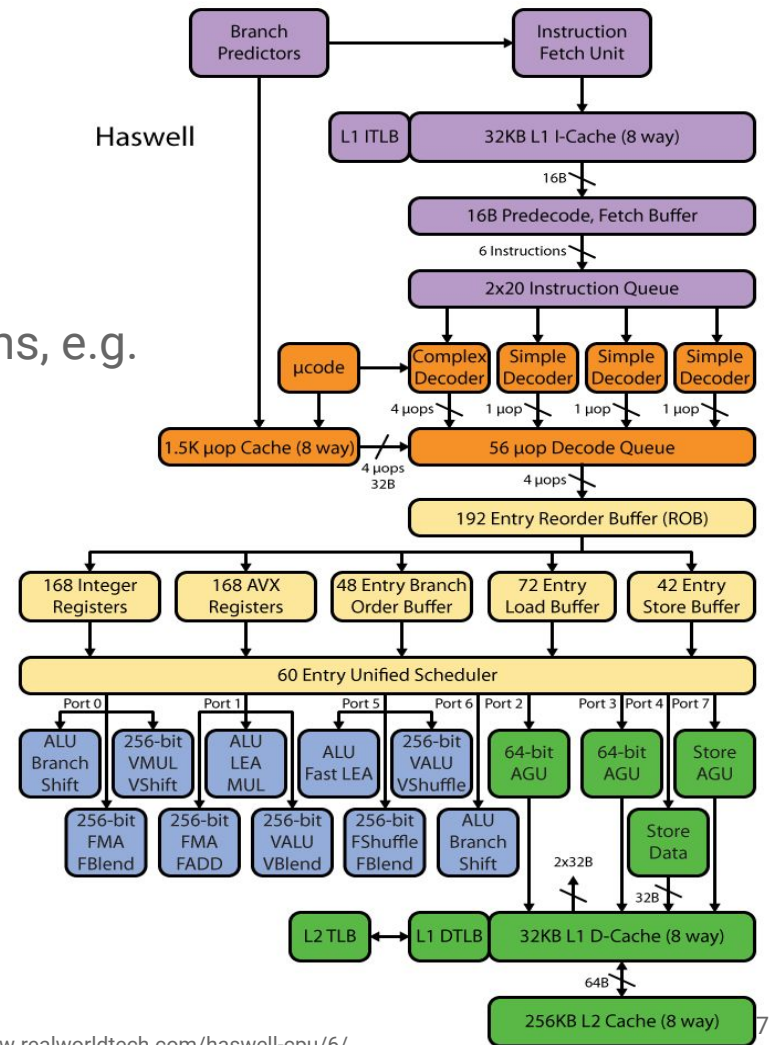 Branch
Predictors
Instruction
Fetch Unit
Haswell
L1 ITLB
32KB L1 I-Cache (8 way)
16B
16B Predecode, Fetch Buffer
6 Instructions
2x20 Instruction Queue
ns, e.g.
µcode
Complex
Decoder
Simple
Decoder
Simple
Decoder
Simple
Decoder
4 µops
1 µop
1 µop
1 µop
1.5K µop Cache (8 way)
4 µops
32B
56 µop Decode Queue
4 µops
192 Entry Reorder Buffer (ROB)
168 Integer
Registers
168 AVX
Registers
48 Entry Branch
Order Buffer
72 Entry
Load Buffer
42 Entry
Store Buffer
60 Entry Unified Scheduler
Port 0
Port 1
Port 5
Port 6
Port 2
Port 3
Port 4
Port 7
ALU
Branch
Shift
256-bit
VMUL
VShift
ALU
LEA
MUL
ALU
Fast LEA
256-bit
VALU
VShuffle
64-bit
AGU
64-bit
AGU
Store
AGU
256-bit
FMA
FBlend
256-bit
FMA
FADD
256-bit
VALU
VBlend
256-bit
FShuffle
FBlend
ALU
Branch
Shift
Store
Data
2x32B
32B
L2 TLB
L1 DTLB
32KB L1 D-Cache (8 way)
64B
256KB L2 Cache (8 way)
7
w.realworldtech.com/haswell-cpu/6/